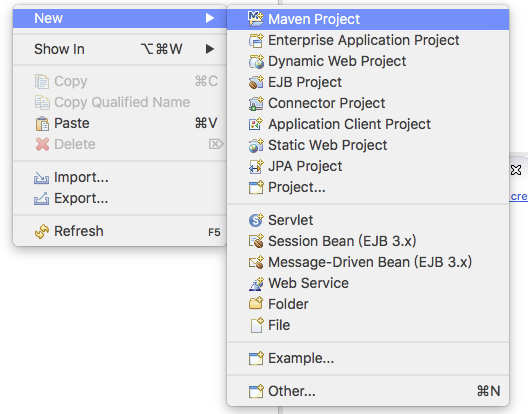 New
Show In ⌥⌘W
Copy ⌘C
Copy Qualified Name
Paste ⌘V
Delete ⌦
Import...
Export...
Refresh F5
Maven Project
Enterprise Application Project
Dynamic Web Project
EJB Project
Connector Project
Application Client Project
Static Web Project
JPA Project
Project...
Servlet
Session Bean (EJB 3.x)
Message-Driven Bean (EJB 3.x)
Web Service
Folder
File
Example...
Other... ⌘N
cre